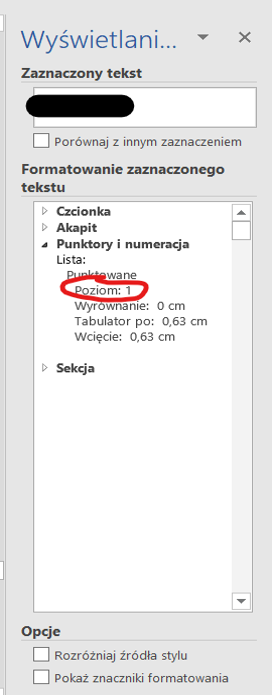 Wyświetlani...
Zaznaczony tekst
Porównaj z innym zaznaczeniem
Formatowanie zaznaczonego
tekstu
Czcionka
Akapit
Punktory i numeracja
Lista:
Punktowane
Poziom: 1
Wyrównanie: 0 cm
Tabulator po: 0,63 cm
Wcięcie: 0,63 cm
Sekcja
Opcje
Rozróżniaj źródła stylu
Pokaż znaczniki formatowania